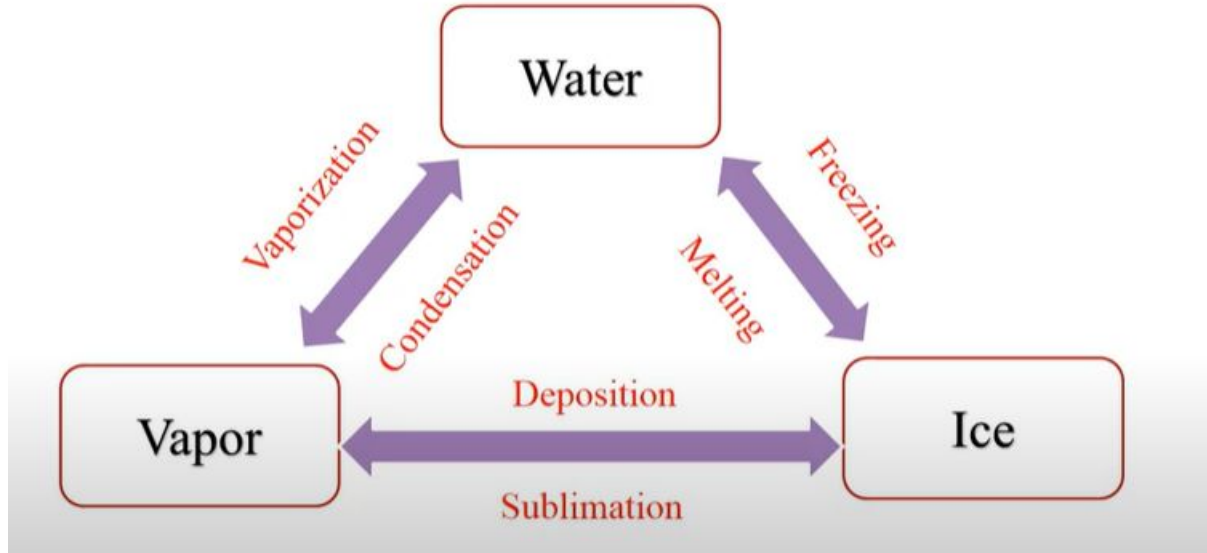 Water
Vaporization
Condensation
Freezing
Melting
Vapor
Deposition
Sublimation
Ice